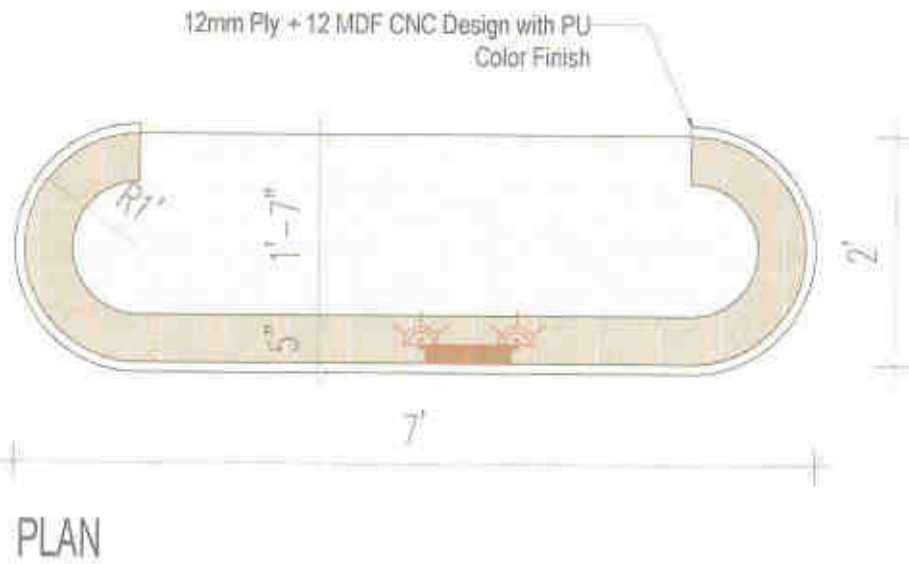 12mm Ply + 12 MDF CNC Design with PU
Color Finish
R1'
1'-7"
2'
5"
7'
PLAN